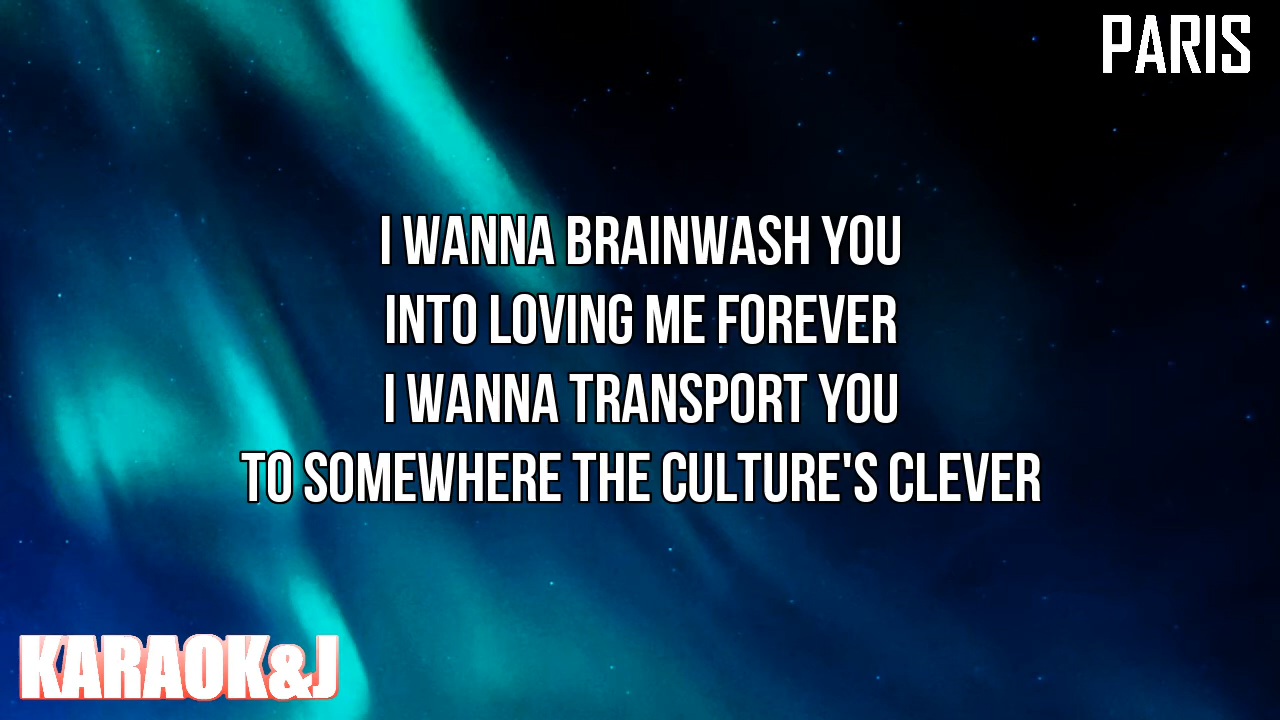 PARIS
I WANNA BRAINWASH YOU
INTO LOVING ME FOREVER
I WANNA TRANSPORT YOU
TO SOMEWHERE THE CULTURE'S CLEVER
KARAOK&J